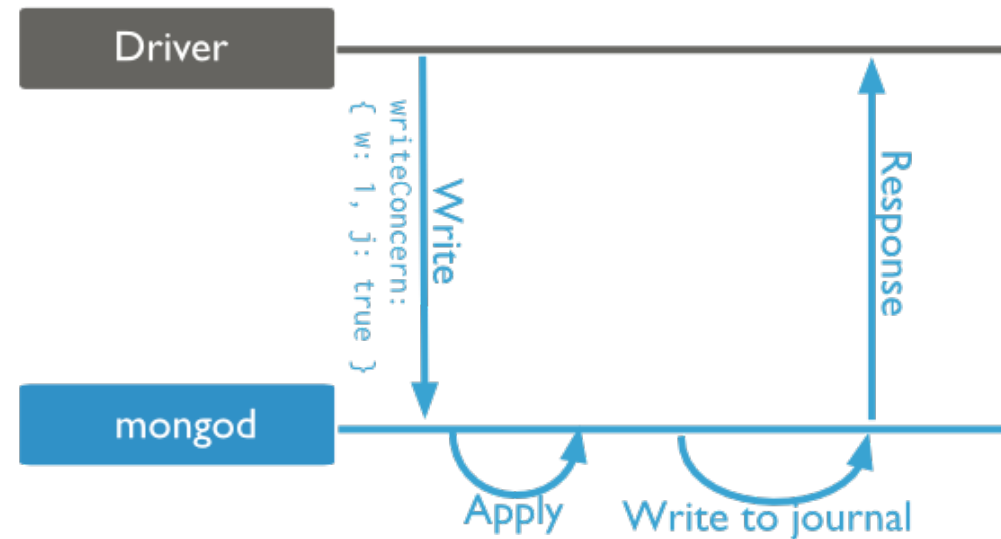 Driver
Write
writeConcern:
{ w: 1, j: true }
Response
mongod
Apply
Write to journal